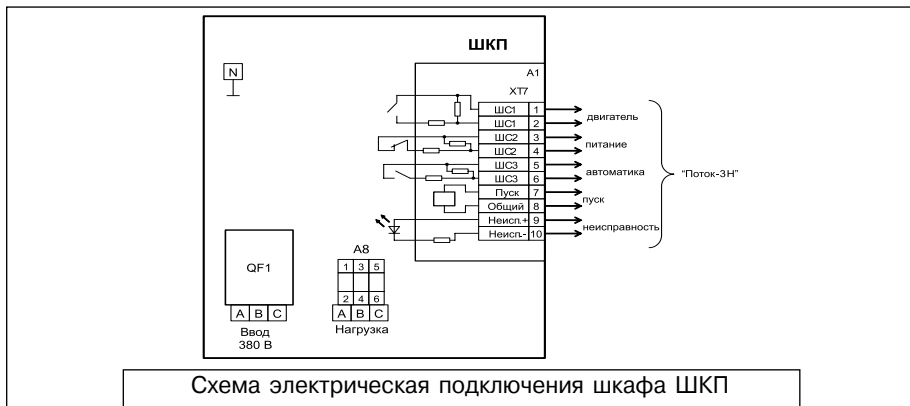 ШКП
N
A1
XT7
ШС1 1
ШС1 2
двигатель
ШС2 3
ШС2 4
питание
ШС3 5
ШС3 6
автоматика
Пуск 7
Общий 8
пуск
Неисп.+ 9
Неисп.- 10
неисправность
"Поток-3Н"
QF1
A B C
Ввод
380 В
A8
1 3 5
2 4 6
A B C
Нагрузка
Схема электрическая подключения шкафа ШКП